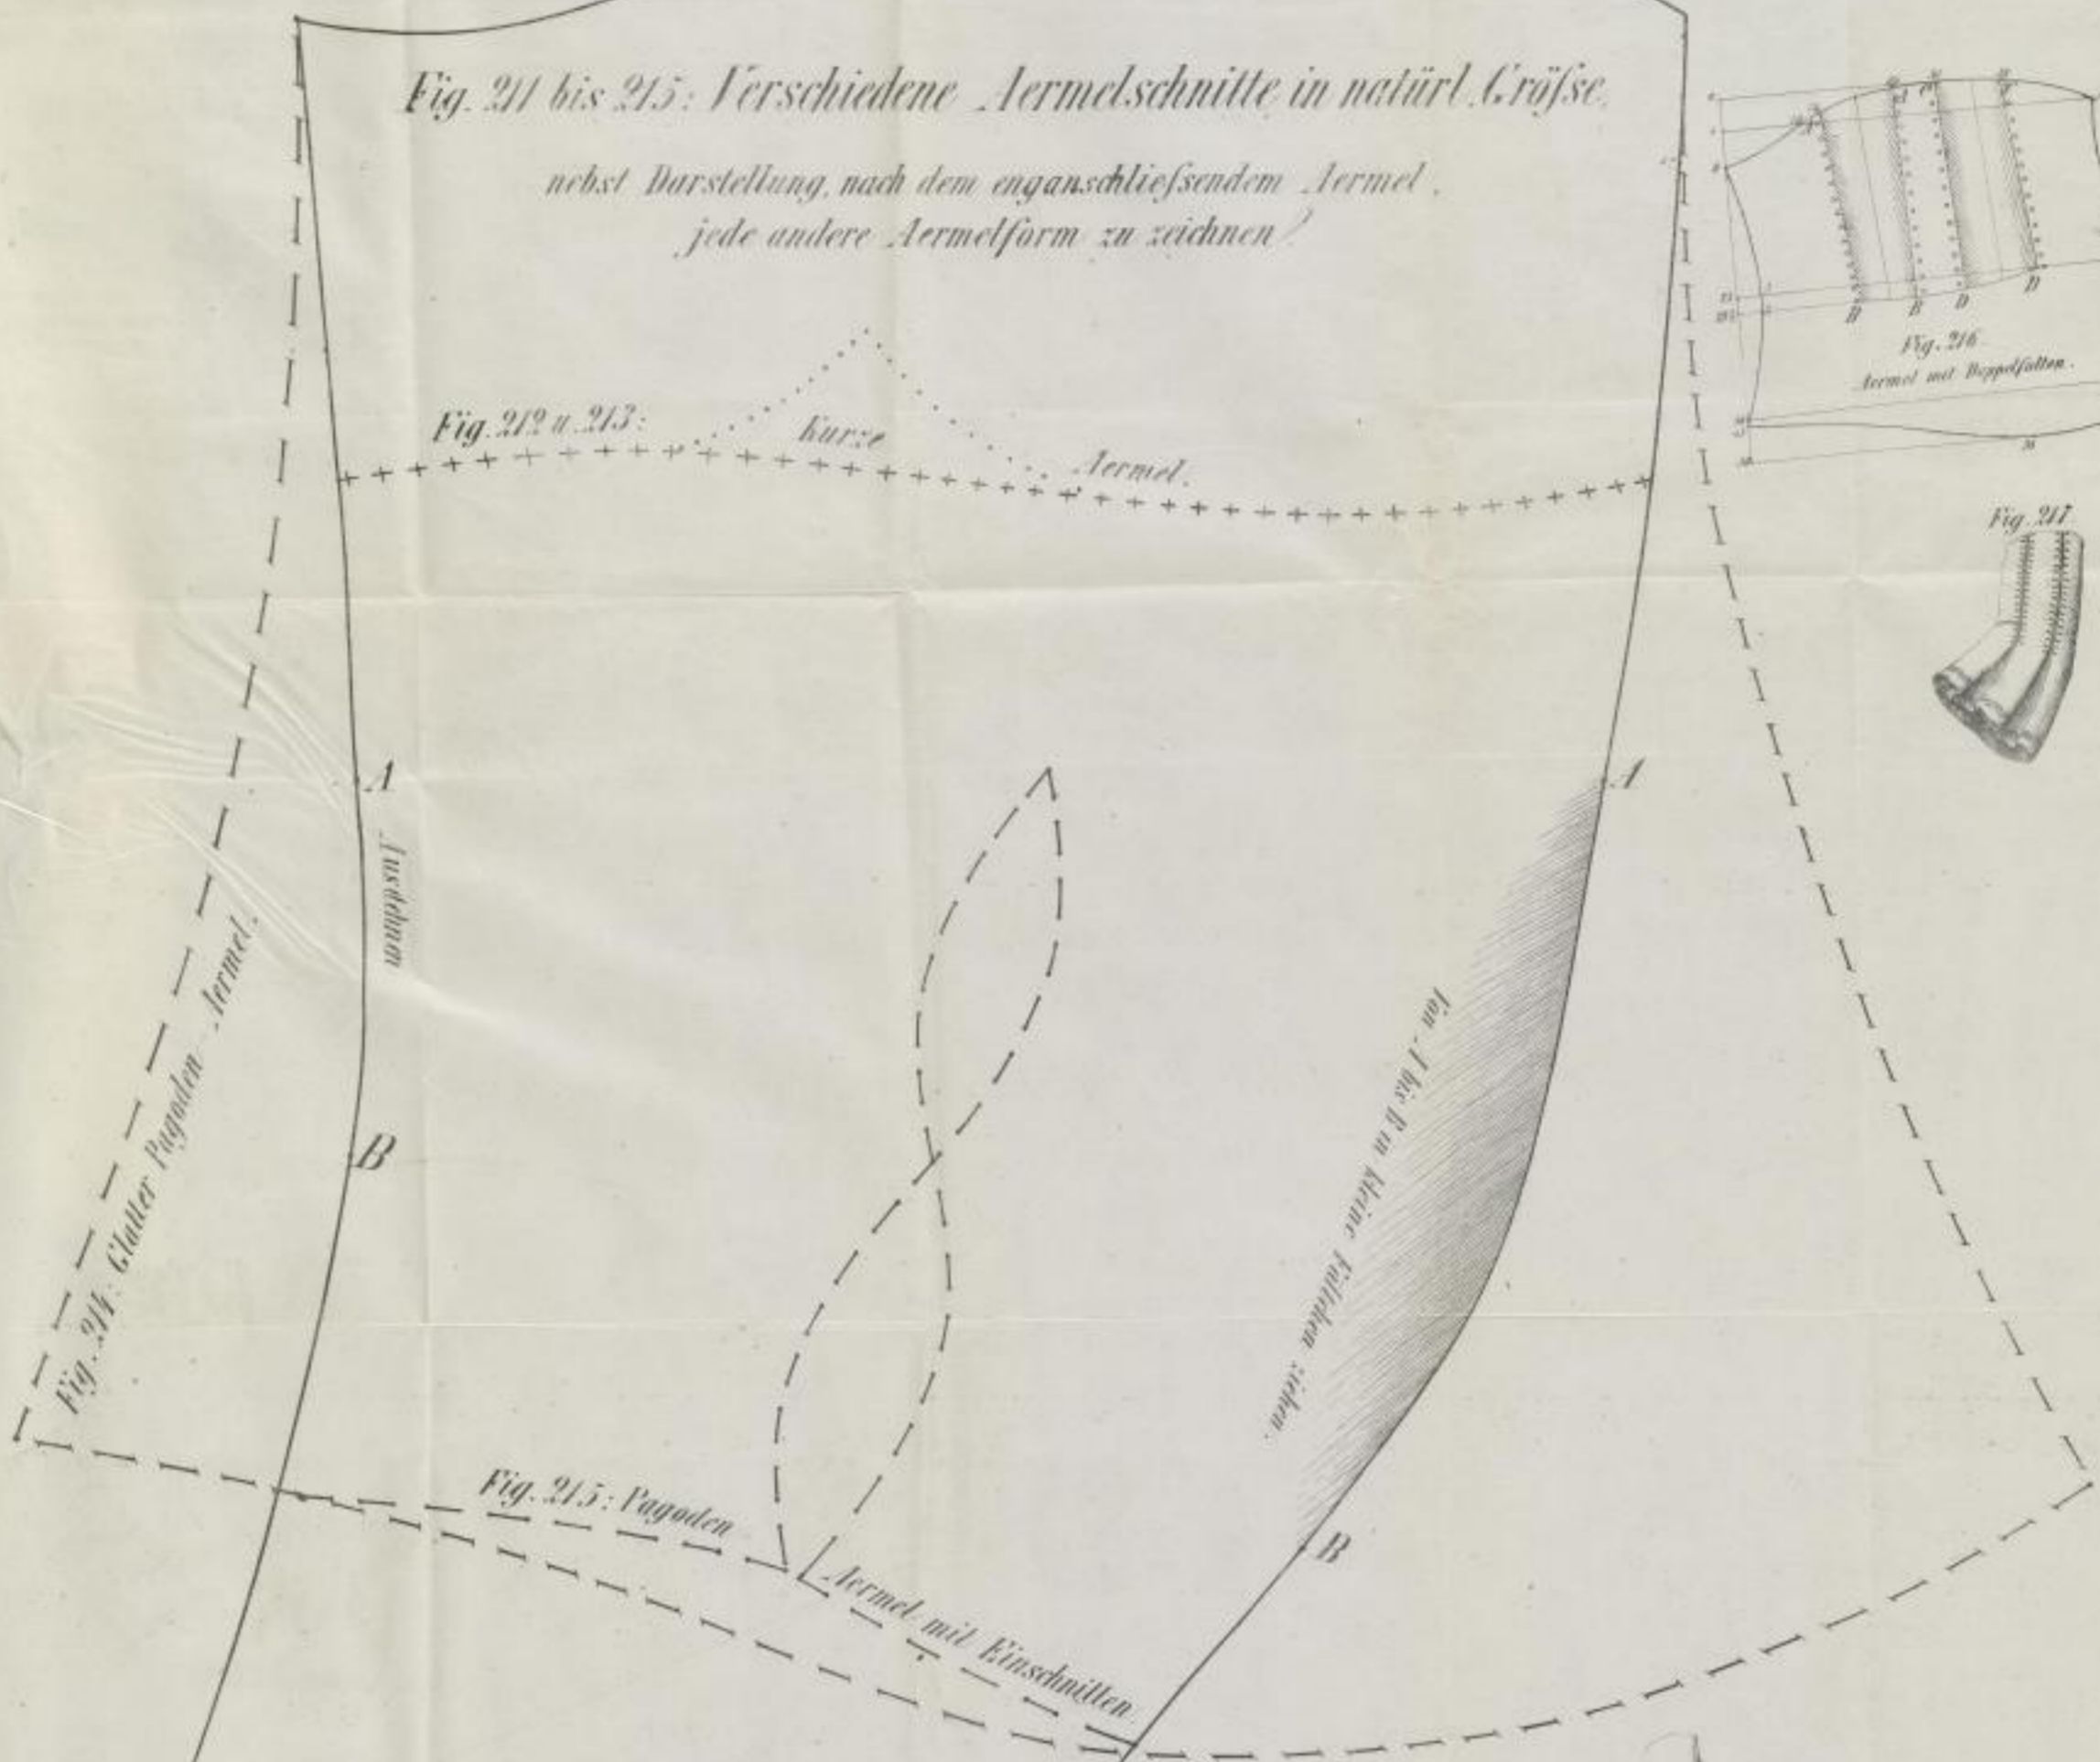 Fig. 211 bis 215: Verschiedene Aermelschnitte in natürl. Gröſse.
nebst Darstellung, nach dem enganschlieſsendem Aermel,
jede andere Aermelform zu zeichnen
Fig. 212 u. 213: Kurze Aermel.
B B D D
Fig. 216
Aermel mit Doppelfalten.
Fig. 217
A
Ausdehnen
B
A
Von A bis B in kleine Fältchen ziehen.
B
Fig. 214: Glatter Pagoden-Aermel.
Fig. 215: Pagoden Aermel mit Einschnitten.